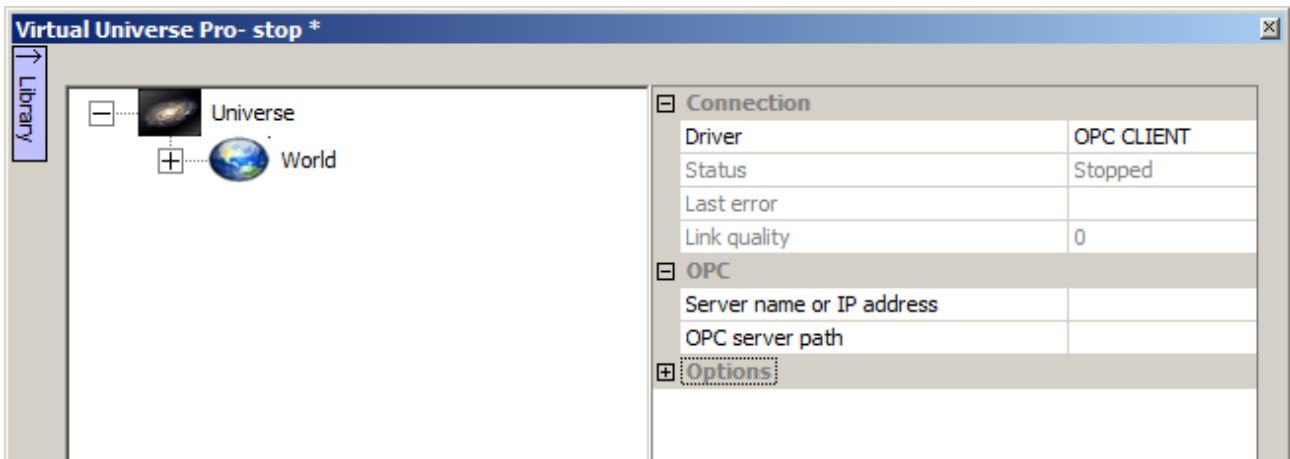 Virtual Universe Pro- stop *
Library
Universe
World
Connection
Driver OPC CLIENT
Status Stopped
Last error
Link quality 0
OPC
Server name or IP address
OPC server path
Options